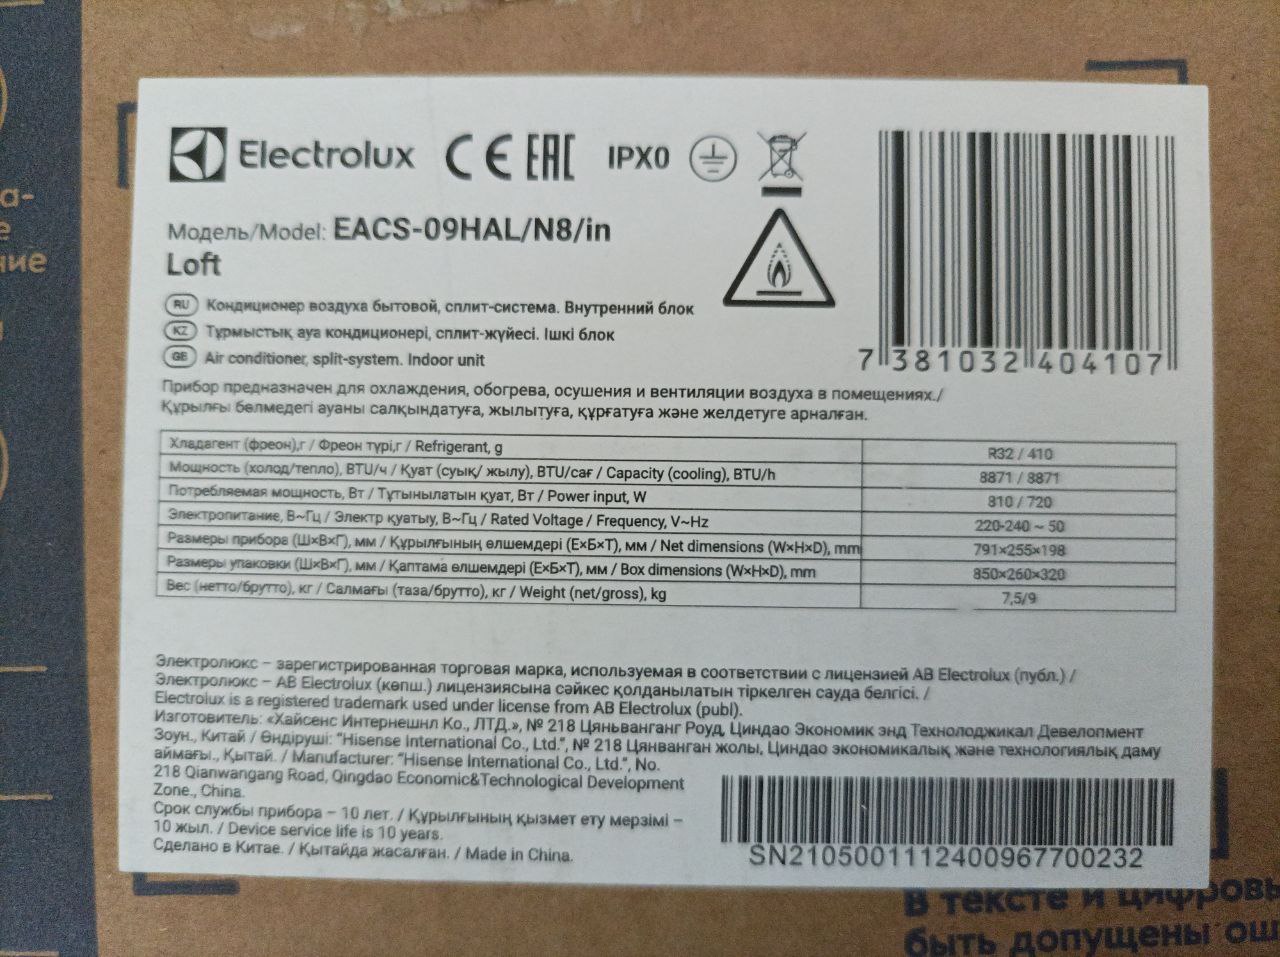 Electrolux CE EAC IPX0
Модель/Model: EACS-09HAL/N8/in
Loft
RU Кондиционер воздуха бытовой, сплит-система. Внутренний блок
KZ Тұрмыстық ауа кондиционері, сплит-жүйесі. Ішкі блок
GB Air conditioner, split-system. Indoor unit
7 381032 404107
Прибор предназначен для охлаждения, обогрева, осушения и вентиляции воздуха в помещениях./
Құрылғы бөлмедегі ауаны салқындатуға, жылытуға, құрғатуға және желдетуге арналған.
Хладагент (фреон),г / Фреон түрі,г / Refrigerant, g R32 / 410
Мощность (холод/тепло), BTU/ч / Қуат (суық/ жылу), BTU/сағ / Capacity (cooling), BTU/h 8871 / 8871
Потребляемая мощность, Вт / Тұтынылатын қуат, Вт / Power input, W 810 / 720
Электропитание, В~Гц / Электр қуатыу, В~Гц / Rated Voltage / Frequency, V~Hz 220-240 ~ 50
Размеры прибора (Ш×В×Г), мм / Құрылғының өлшемдері (Е×Б×Т), мм / Net dimensions (W×H×D), mm 791×255×198
Размеры упаковки (Ш×В×Г), мм / Қаптама өлшемдері (Е×Б×Т), мм / Box dimensions (W×H×D), mm 850×260×320
Вес (нетто/брутто), кг / Салмағы (таза/брутто), кг / Weight (net/gross), kg 7,5/9
Электролюкс – зарегистрированная торговая марка, используемая в соответствии с лицензией AB Electrolux (публ.) /
Электролюкс – AB Electrolux (көпш.) лицензиясына сәйкес қолданылатын тіркелген сауда белгісі. /
Electrolux is a registered trademark used under license from AB Electrolux (publ).
Изготовитель: «Хайсенс Интернешнл Ко., ЛТД.», № 218 Цяньванганг Роуд, Циндао Экономик энд Технолоджикал Девелопмент
Зоун., Китай / Өндіруші: "Hisense International Co., Ltd.", № 218 Цянванган жолы, Циндао экономикалық және технологиялық даму
аймағы., Қытай. / Manufacturer: "Hisense International Co., Ltd.", No.
218 Qianwangang Road, Qingdao Economic&Technological Development
Zone., China.
Срок службы прибора – 10 лет. / Құрылғының қызмет ету мерзімі –
10 жыл. / Device service life is 10 years.
Сделано в Китае. / Қытайда жасалған. / Made in China.
SN2105001112400967700232
В тексте и цифровы
быть допущены ош